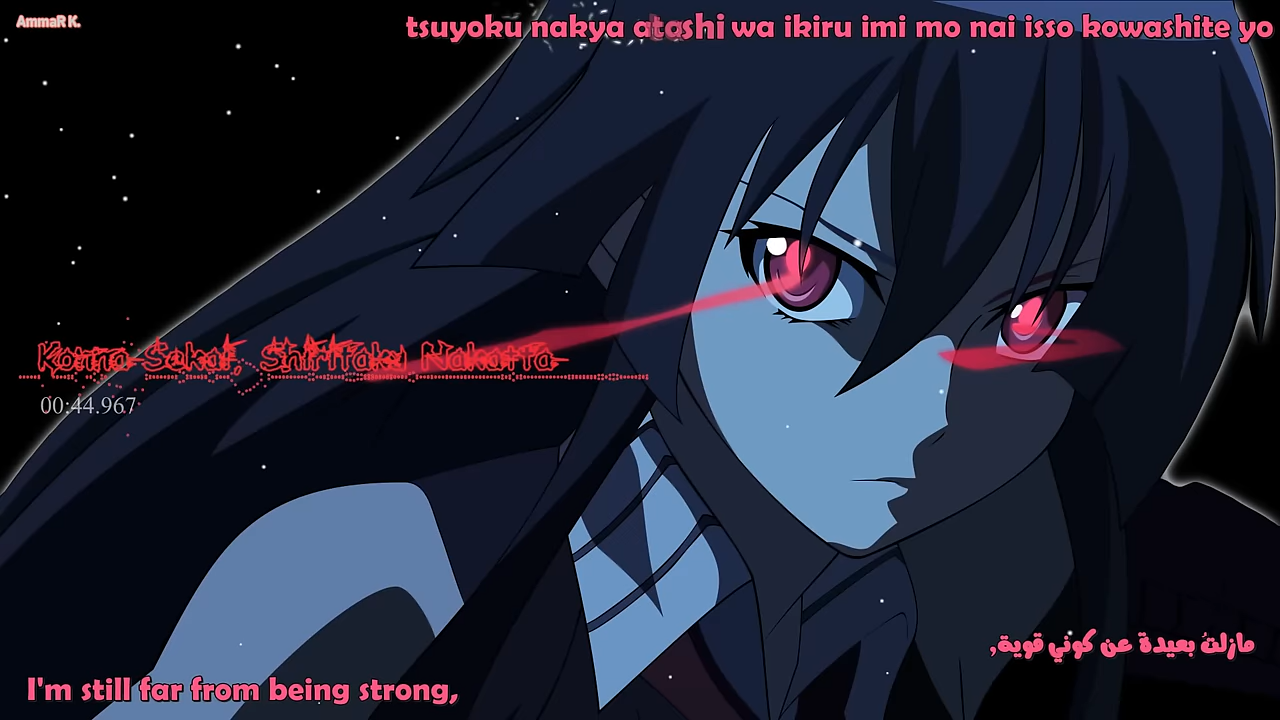 AmmaR K.
tsuyoku nakya atashi wa ikiru imi mo nai isso kowashite yo
Konna Sekai, Shiritaku Nakatta
00:44.967
مازلتُ بعيدة عن كوني قوية,
I'm still far from being strong,